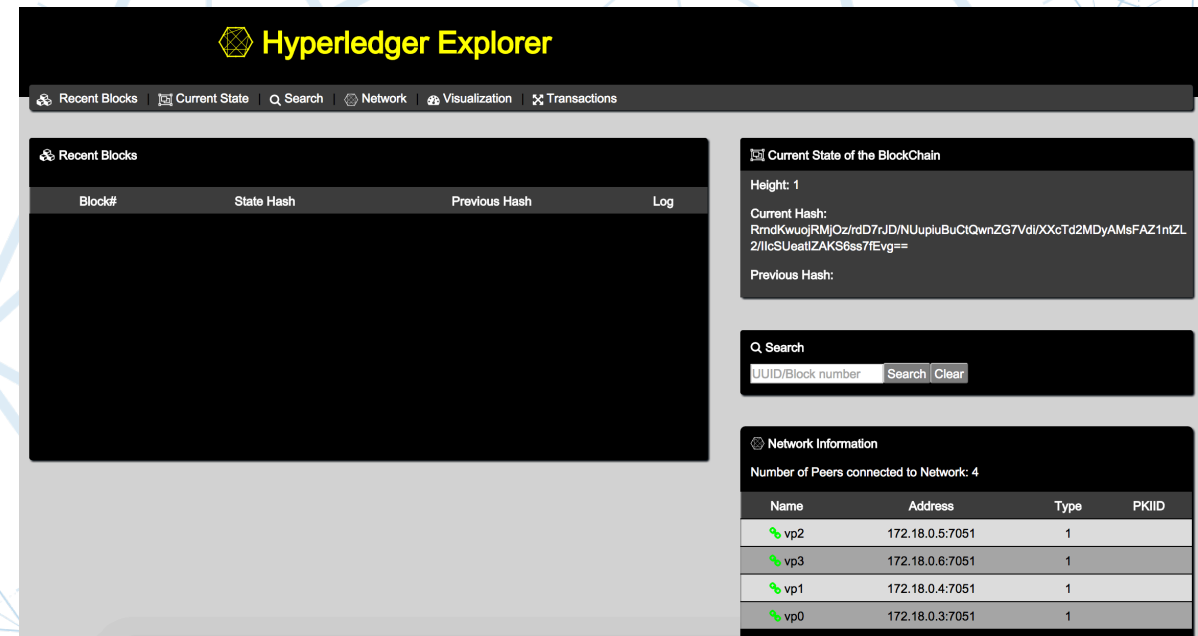 Hyperledger Explorer
Recent Blocks | Current State | Search | Network | Visualization | Transactions
Recent Blocks
Block# State Hash Previous Hash Log
Current State of the BlockChain
Height: 1
Current Hash:
RrndKwuojRMjOz/rdD7rJD/NUupiuBuCtQwnZG7Vdi/XXcTd2MDyAMsFAZ1ntZL
2/IIcSUeatIZAKS6ss7fEvg==
Previous Hash:
Search
UUID/Block number Search Clear
Network Information
Number of Peers connected to Network: 4
Name Address Type PKIID
vp2 172.18.0.5:7051 1
vp3 172.18.0.6:7051 1
vp1 172.18.0.4:7051 1
vp0 172.18.0.3:7051 1